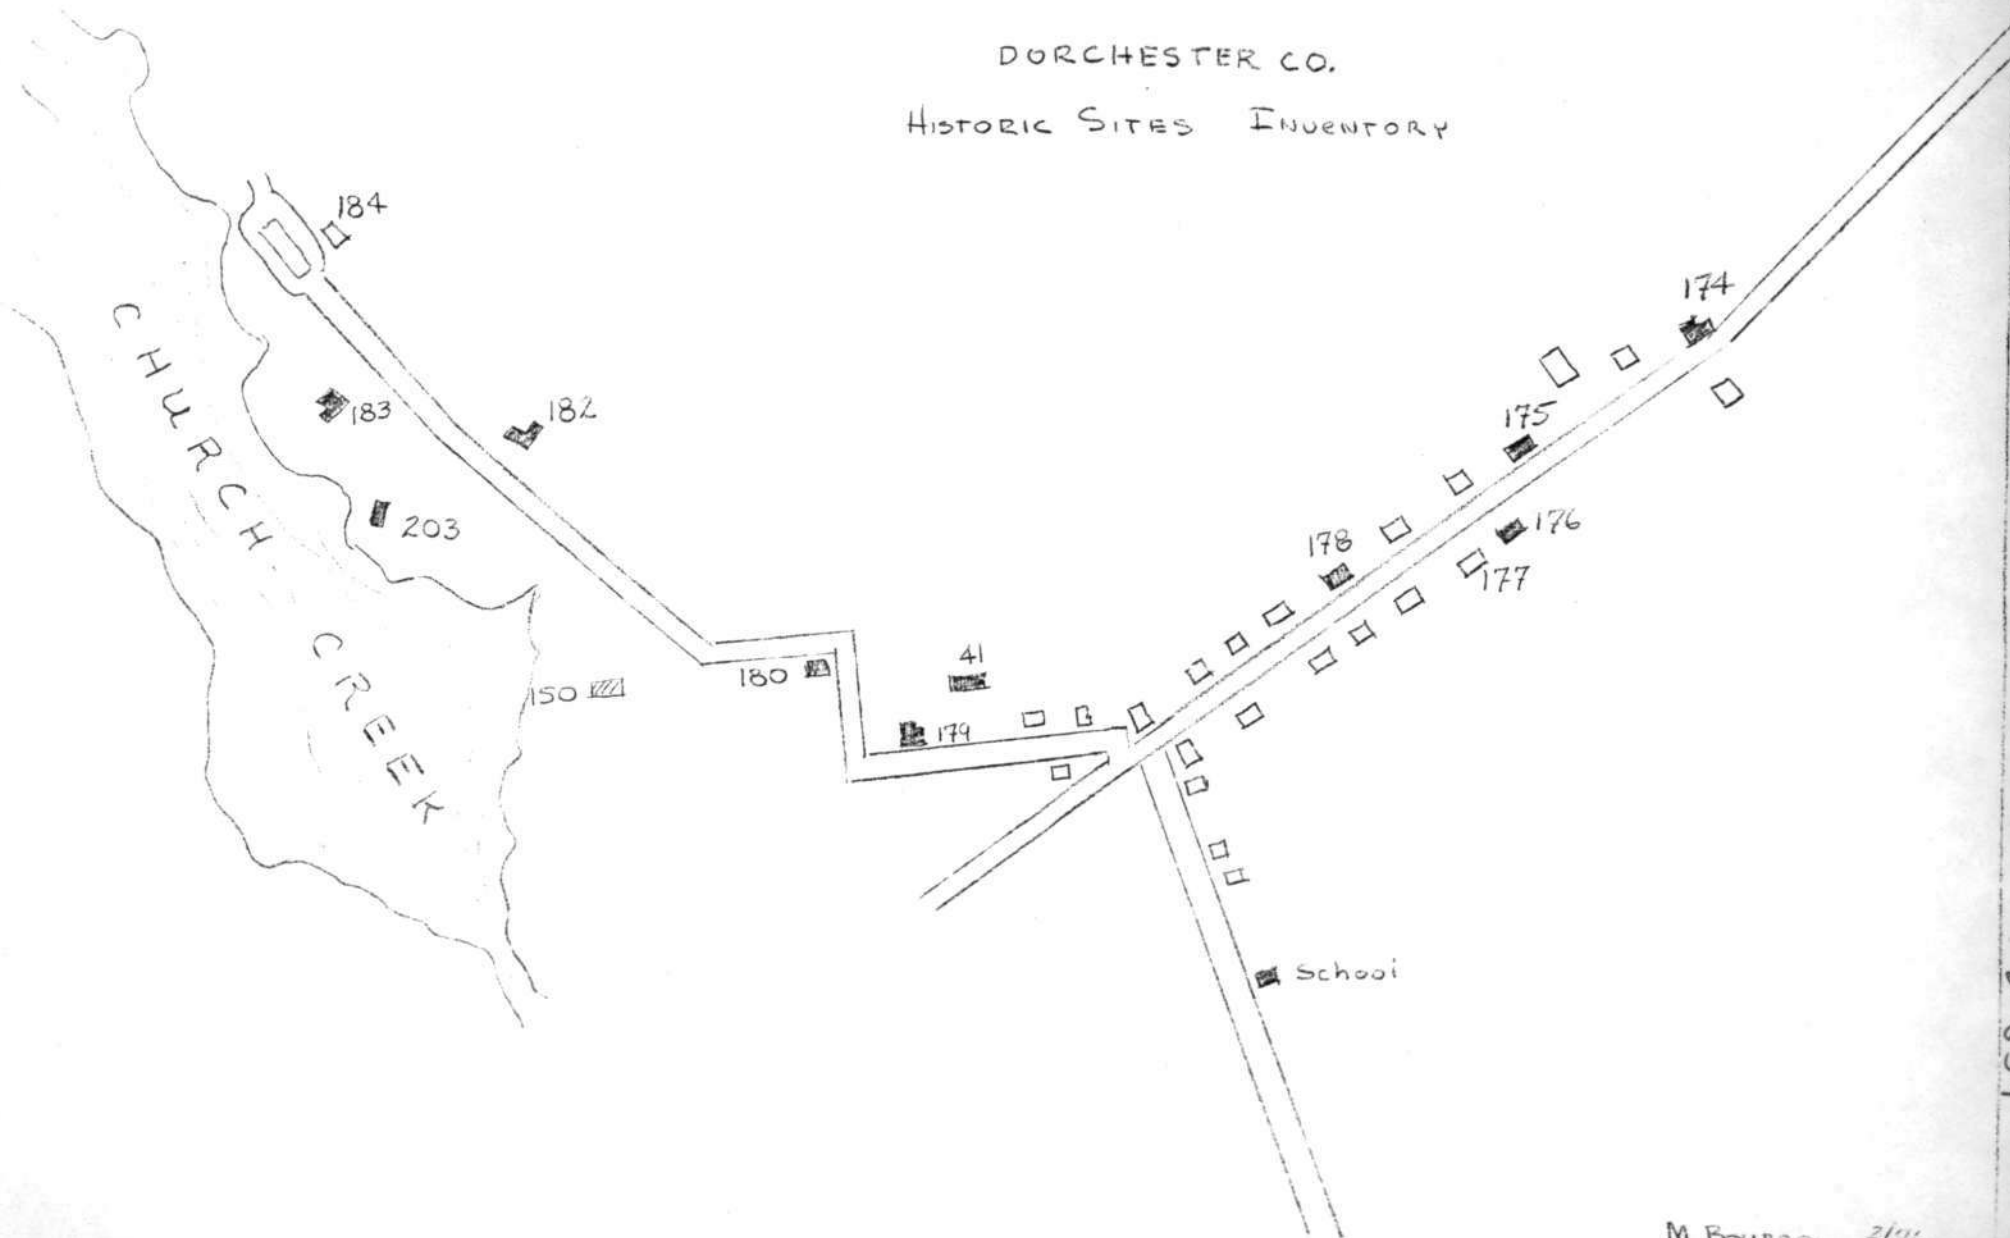 DORCHESTER CO.
HISTORIC SITES INVENTORY
184
174
182
183
175
203
176
178
177
41
180
150
179
CHURCH CREEK
School
M.